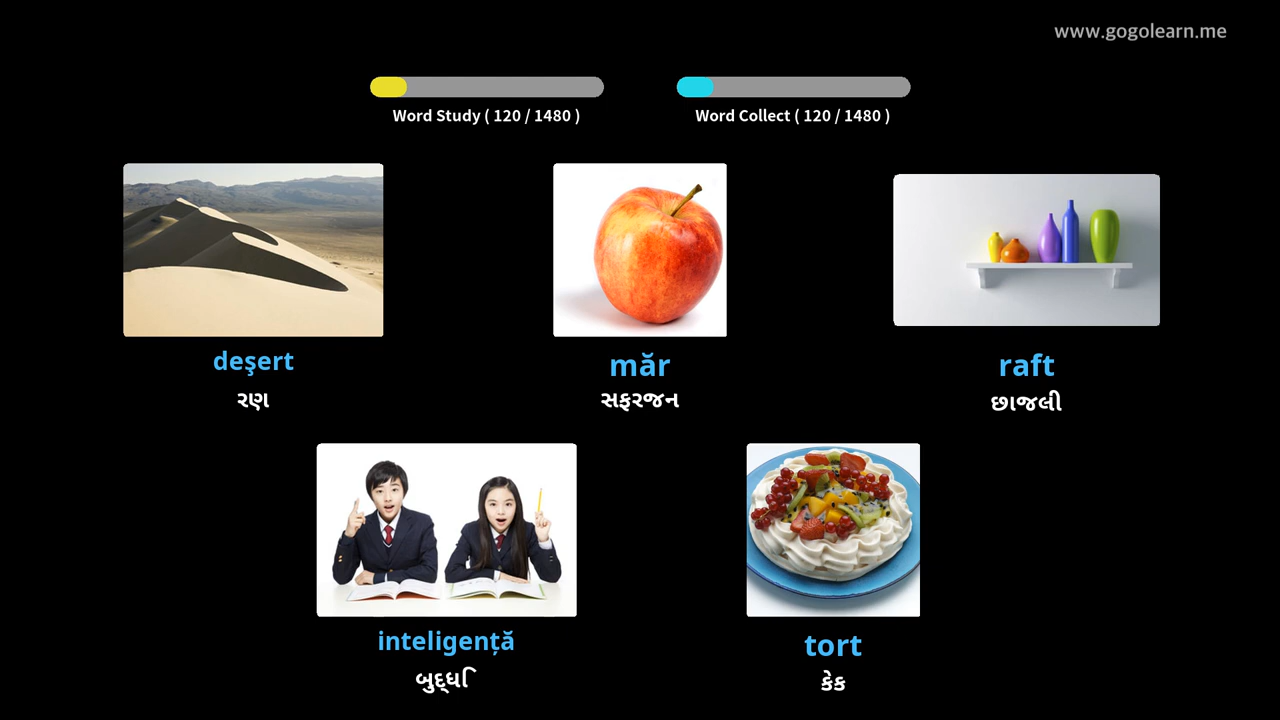 www.gogolearn.me
Word Study ( 120 / 1480 )
Word Collect ( 120 / 1480 )
deşert
રણ
măr
સફરજન
raft
છાજલી
inteligență
બુદ્ધિ
tort
કેક